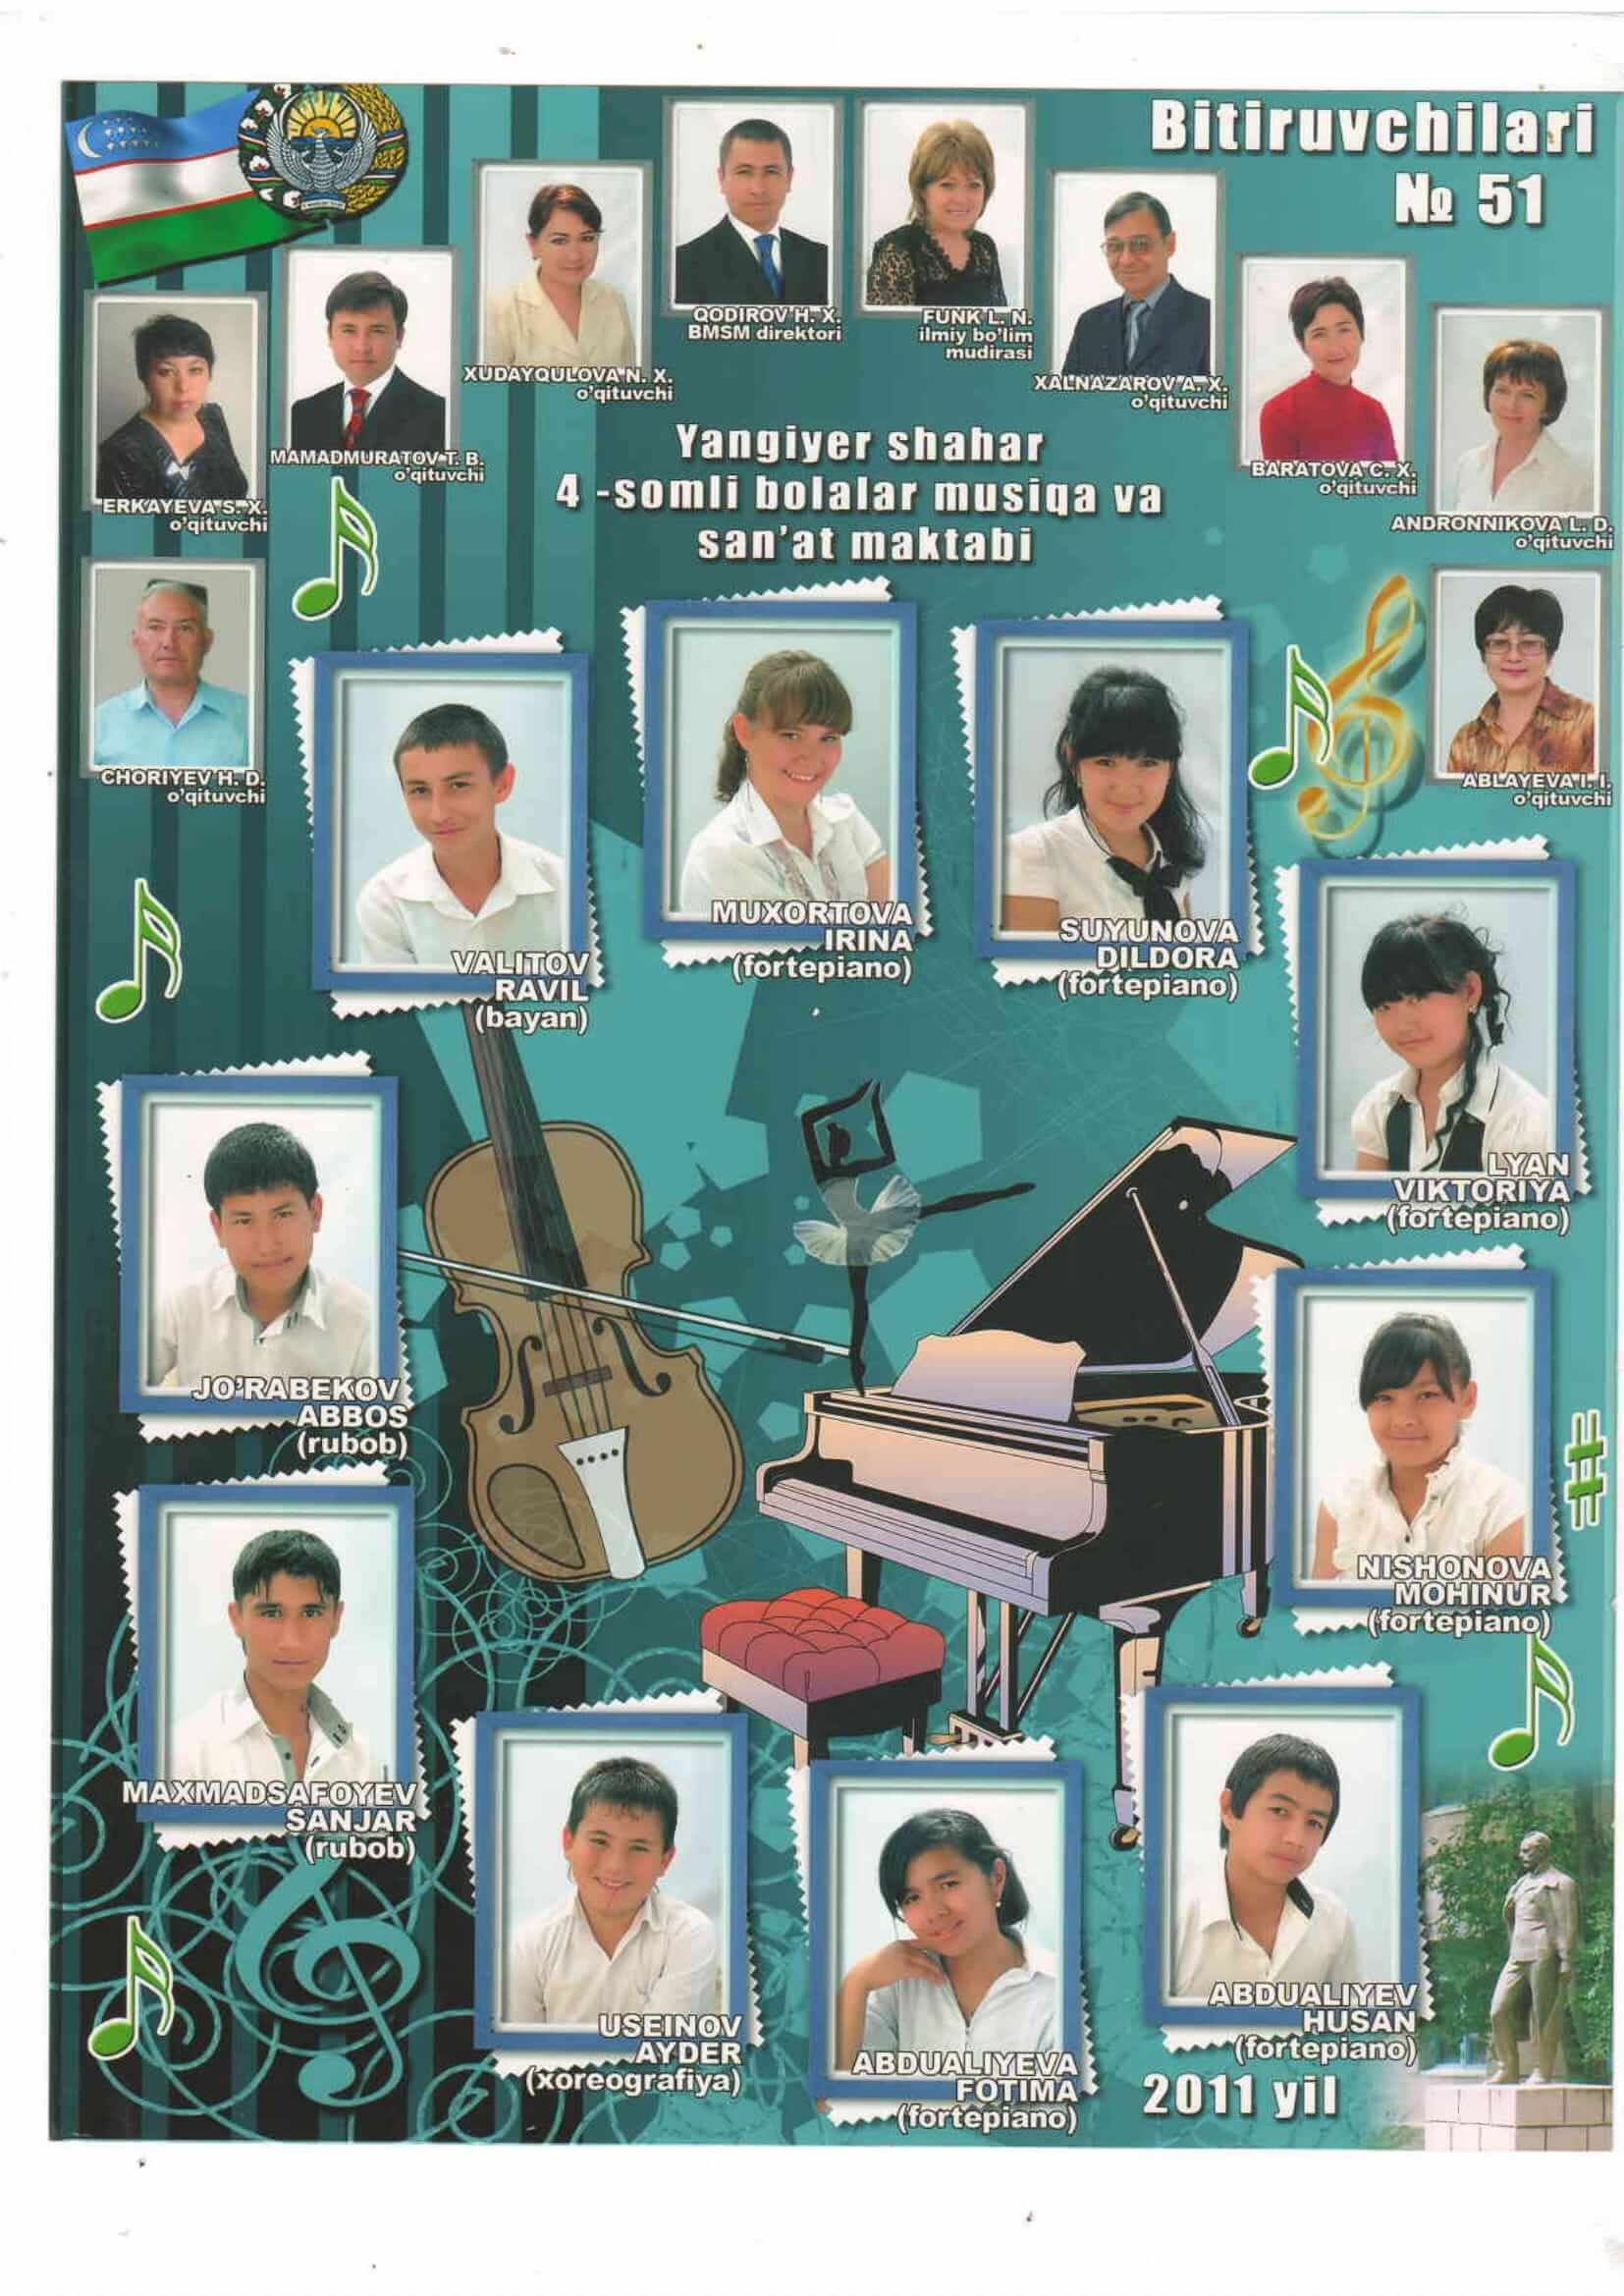 Bitiruvchilari
№ 51
QODIROV H. X.
BMSM direktori
FUNK L. N.
ilmiy bo'lim
mudirasi
XUDAYQULOVA N. X.
o'qituvchi
XALNAZAROV A. X.
o'qituvchi
MAMADMURATOV T. B.
o'qituvchi
BARATOVA C. X.
o'qituvchi
ERKAYEVA S. X.
o'qituvchi
ANDRONNIKOVA L. D.
o'qituvchi
Yangiyer shahar
4 -somli bolalar musiqa va
san'at maktabi
CHORIYEV H. D.
o'qituvchi
ABLAYEVA I. I.
o'qituvchi
VALITOV
RAVIL
(bayan)
MUXORTOVA
IRINA
(fortepiano)
SUYUNOVA
DILDORA
(fortepiano)
LYAN
VIKTORIYA
(fortepiano)
JO'RABEKOV
ABBOS
(rubob)
NISHONOVA
MOHINUR
(fortepiano)
MAXMADSAFOYEV
SANJAR
(rubob)
USEINOV
AYDER
(xoreografiya)
ABDUALIYEVA
FOTIMA
(fortepiano)
ABDUALIYEV
HUSAN
(fortepiano)
2011 yil